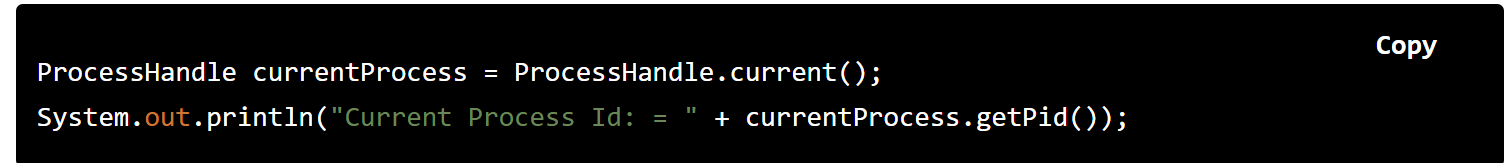 Copy
ProcessHandle currentProcess = ProcessHandle.current();
System.out.println("Current Process Id: = " + currentProcess.getPid());